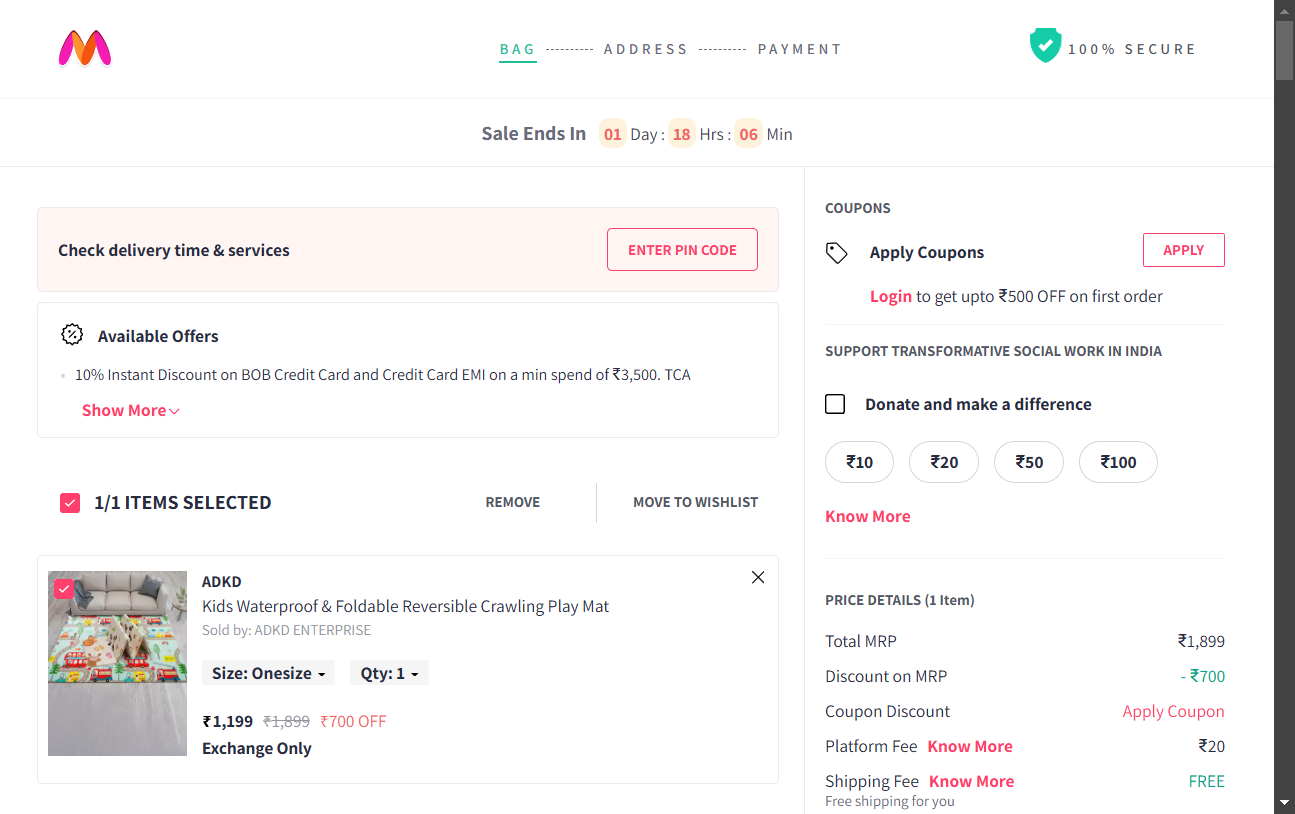 BAG ---------- ADDRESS ---------- PAYMENT
100% SECURE
Sale Ends In 01 Day : 18 Hrs : 06 Min
Check delivery time & services
ENTER PIN CODE
Available Offers
10% Instant Discount on BOB Credit Card and Credit Card EMI on a min spend of ₹3,500. TCA
Show More
1/1 ITEMS SELECTED
REMOVE
MOVE TO WISHLIST
ADKD
Kids Waterproof & Foldable Reversible Crawling Play Mat
Sold by: ADKD ENTERPRISE
Size: Onesize
Qty: 1
₹1,199 ₹1,899 ₹700 OFF
Exchange Only
COUPONS
Apply Coupons
APPLY
Login to get upto ₹500 OFF on first order
SUPPORT TRANSFORMATIVE SOCIAL WORK IN INDIA
Donate and make a difference
₹10 ₹20 ₹50 ₹100
Know More
PRICE DETAILS (1 Item)
Total MRP ₹1,899
Discount on MRP - ₹700
Coupon Discount Apply Coupon
Platform Fee Know More ₹20
Shipping Fee Know More FREE
Free shipping for you